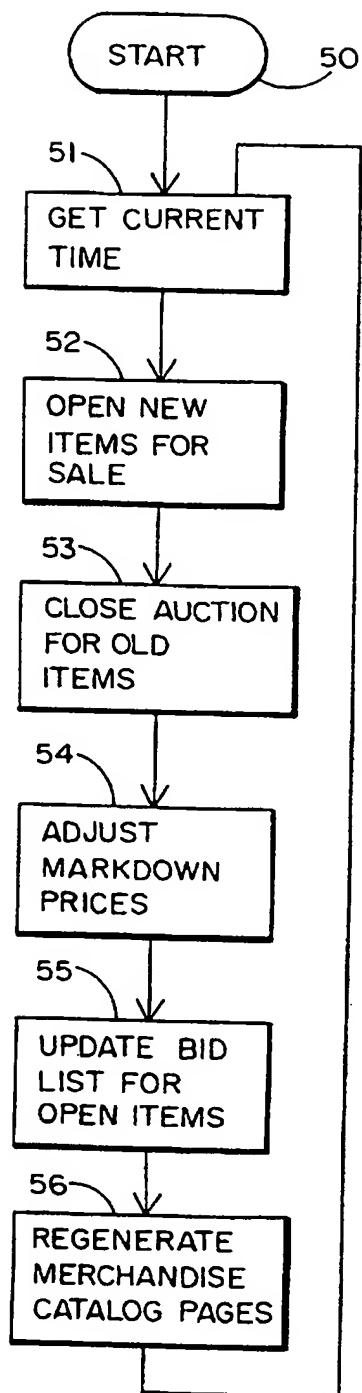 START
50
51
GET CURRENT
TIME
52
OPEN NEW
ITEMS FOR
SALE
53
CLOSE AUCTION
FOR OLD
ITEMS
54
ADJUST
MARKDOWN
PRICES
55
UPDATE BID
LIST FOR
OPEN ITEMS
56
REGENERATE
MERCHANDISE
CATALOG PAGES